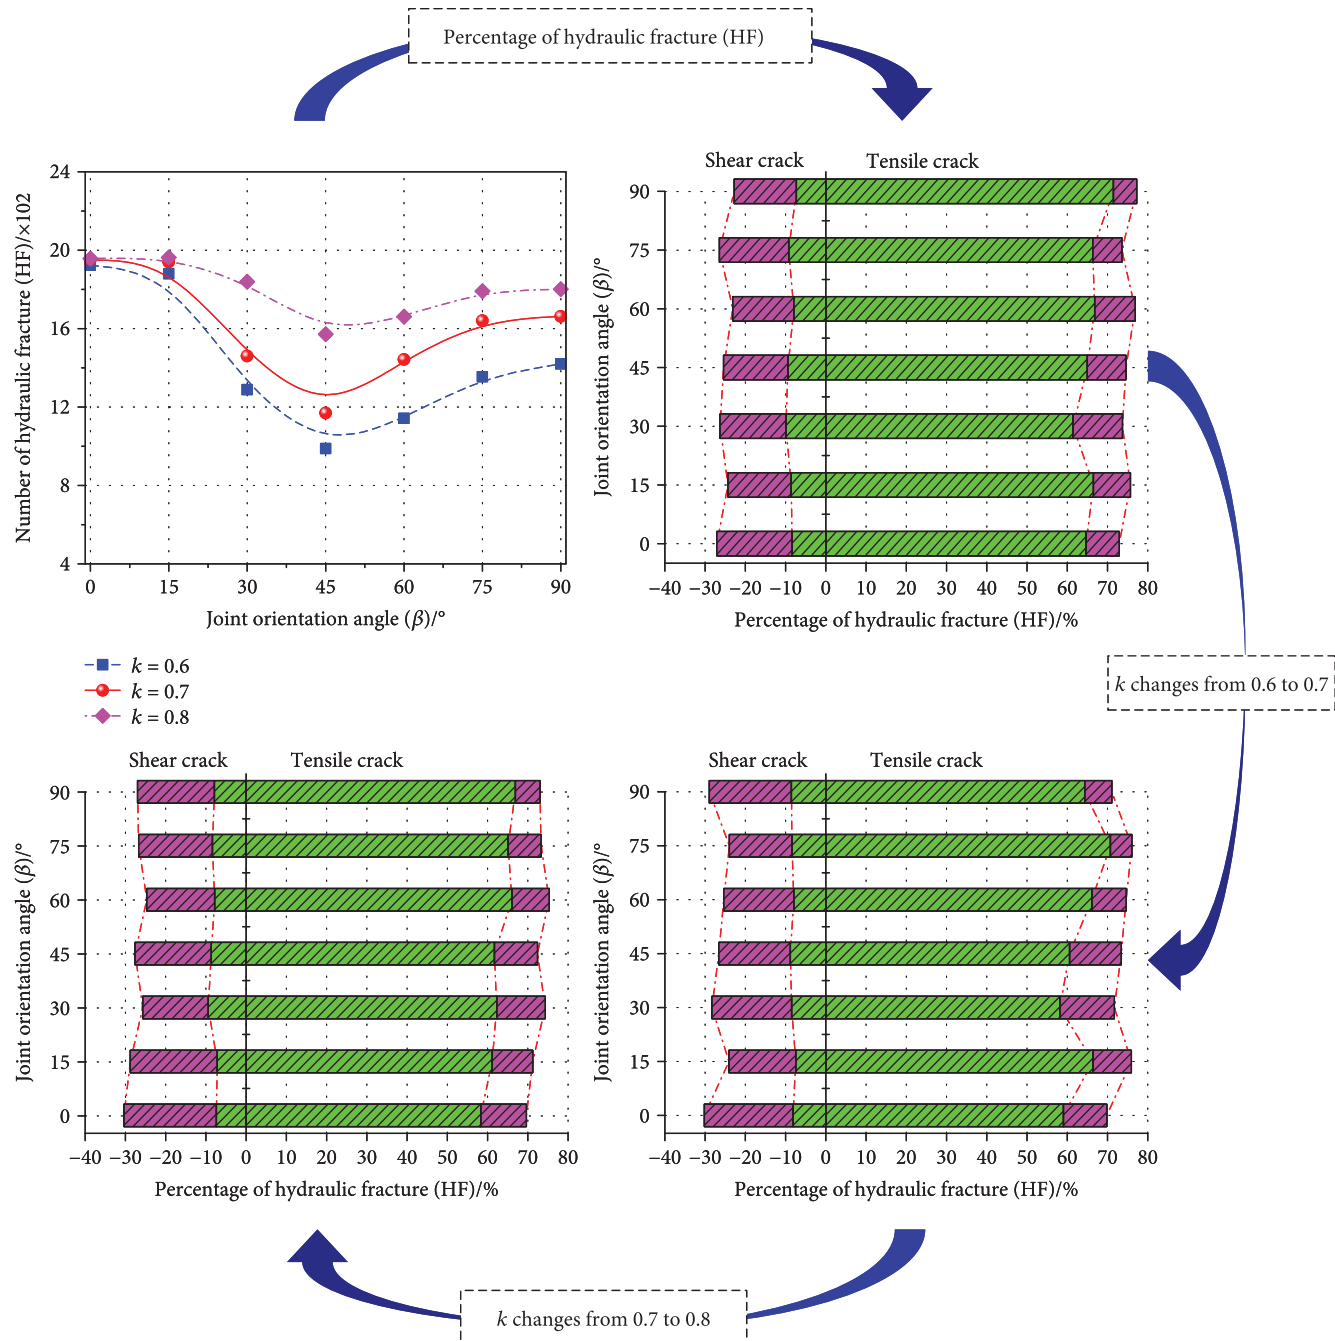 Percentage of hydraulic fracture (HF)
Number of hydraulic fracture (HF)/×102
24
20
16
12
8
4
0 15 30 45 60 75 90
Joint orientation angle (β)/°
k = 0.6
k = 0.7
k = 0.8
Shear crack Tensile crack
Joint orientation angle (β)/°
90
75
60
45
30
15
0
−40 −30 −20 −10 0 10 20 30 40 50 60 70 80
Percentage of hydraulic fracture (HF)/%
k changes from 0.6 to 0.7
Shear crack Tensile crack
Joint orientation angle (β)/°
90
75
60
45
30
15
0
−40 −30 −20 −10 0 10 20 30 40 50 60 70 80
Percentage of hydraulic fracture (HF)/%
Shear crack Tensile crack
Joint orientation angle (β)/°
90
75
60
45
30
15
0
−40 −30 −20 −10 0 10 20 30 40 50 60 70 80
Percentage of hydraulic fracture (HF)/%
k changes from 0.7 to 0.8